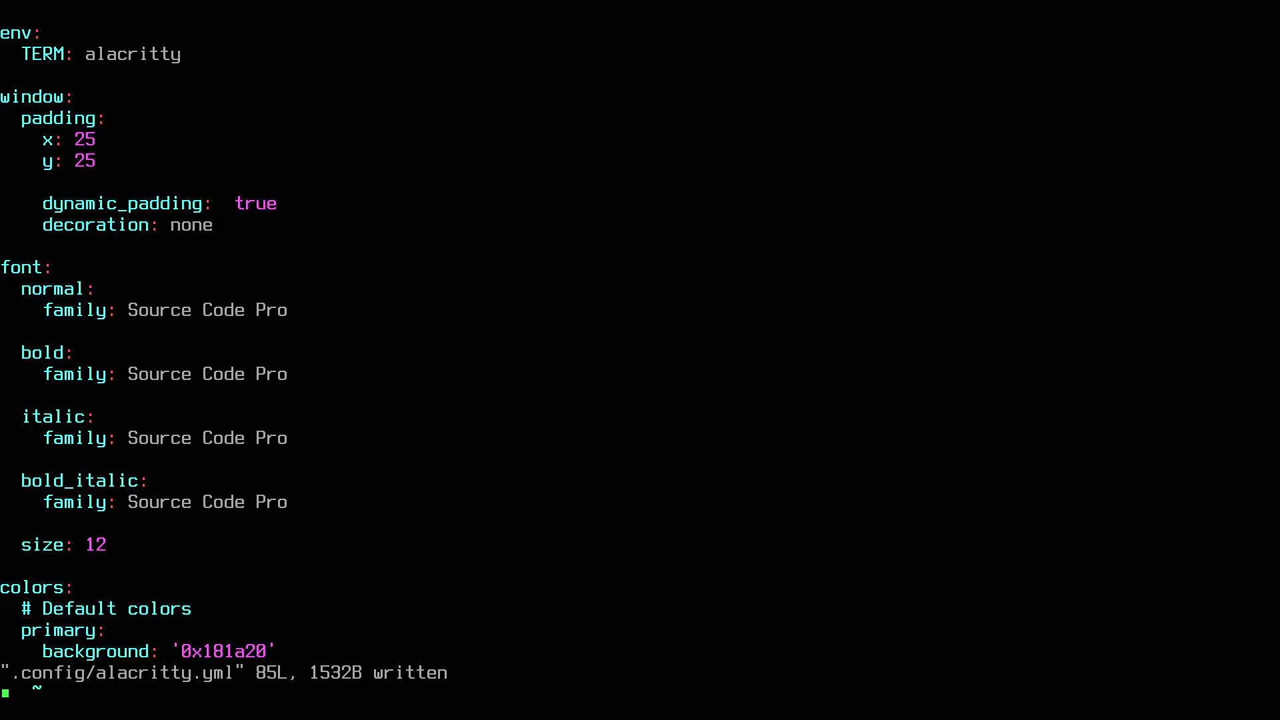 env:
  TERM: alacritty
window:
  padding:
    x: 25
    y: 25
    dynamic_padding:  true
    decoration: none
font:
  normal:
    family: Source Code Pro
  bold:
    family: Source Code Pro
  italic:
    family: Source Code Pro
  bold_italic:
    family: Source Code Pro
  size: 12
colors:
  # Default colors
  primary:
    background: '0x181a20'
".config/alacritty.yml" 85L, 1532B written
~